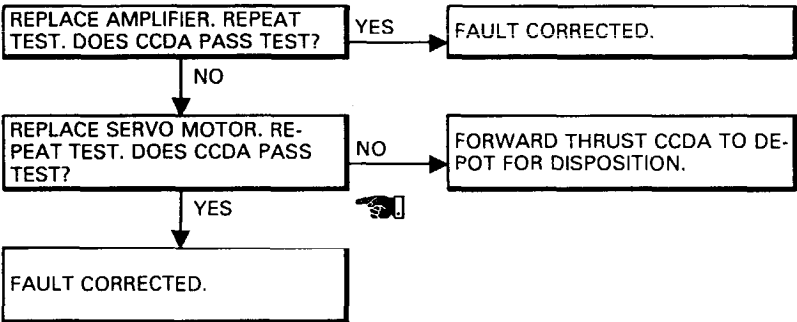 REPLACE AMPLIFIER. REPEAT
TEST. DOES CCDA PASS TEST?
YES
FAULT CORRECTED.
NO
REPLACE SERVO MOTOR. RE-
PEAT TEST. DOES CCDA PASS
TEST?
NO
FORWARD THRUST CCDA TO DE-
POT FOR DISPOSITION.
YES
FAULT CORRECTED.